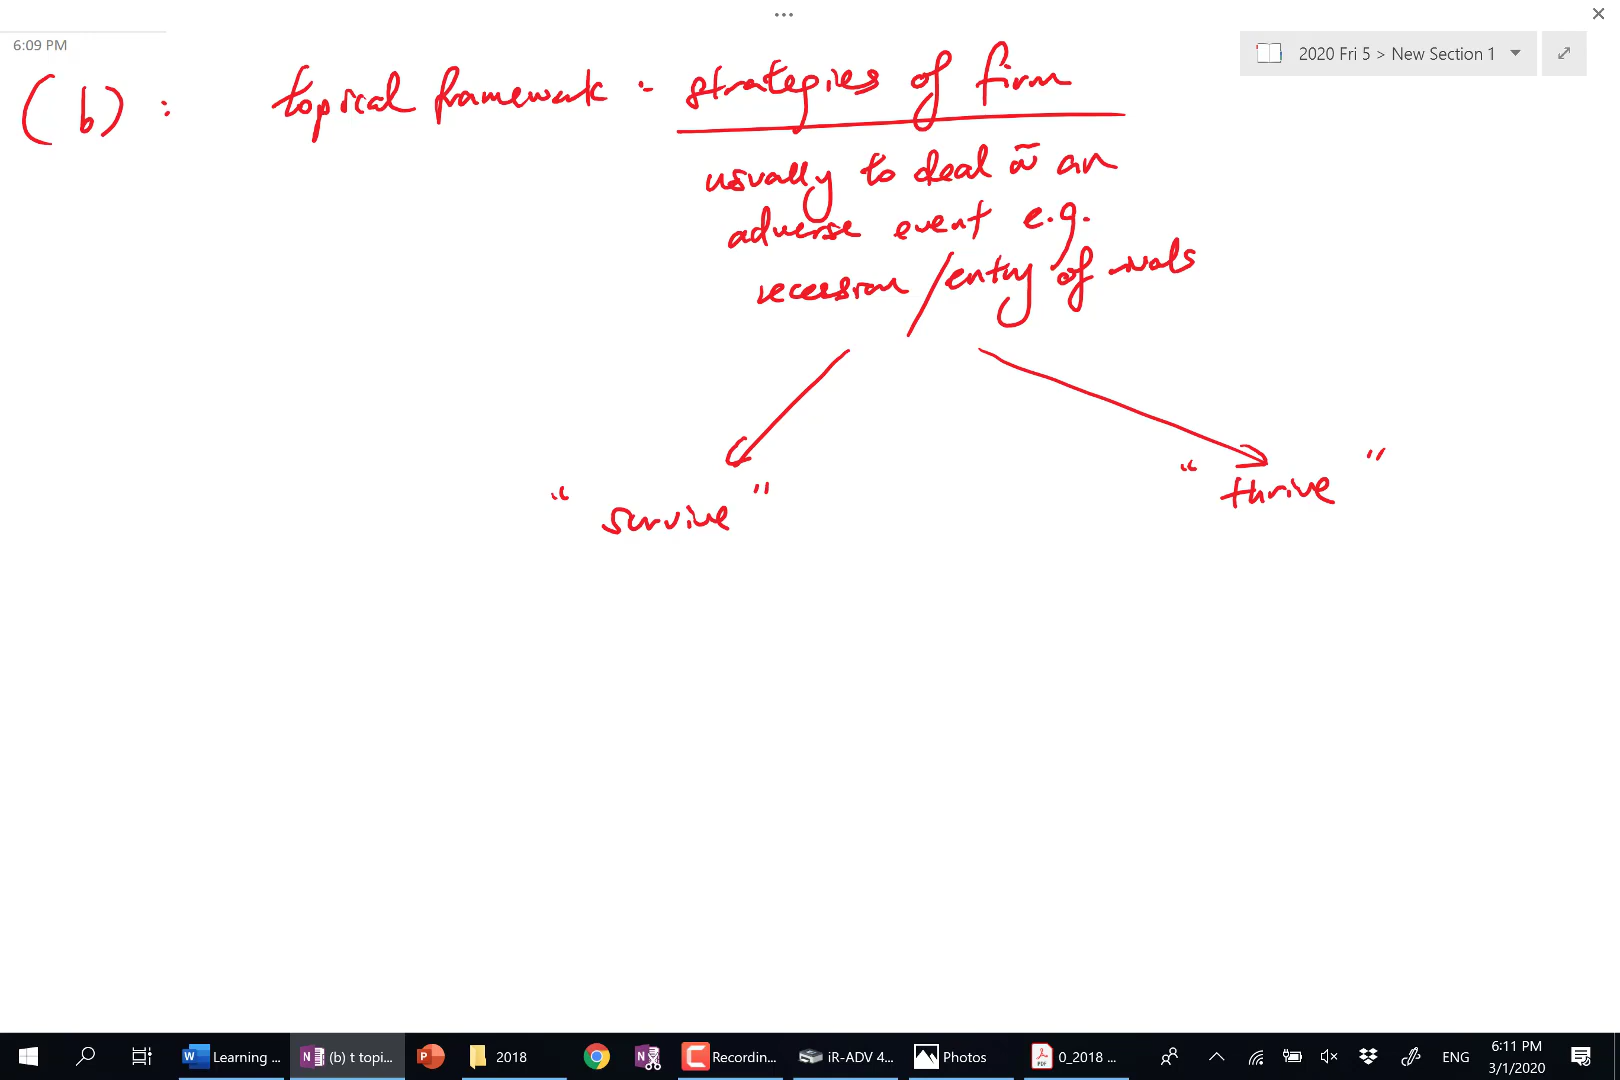 6:09 PM
2020 Fri 5 > New Section 1
(b) : topical framework : strategies of firm
usually to deal w̃ an
adverse event e.g.
recession / entry of rivals
"survive"
"thrive"
Learning ...
(b) t topi...
2018
Recordin...
iR-ADV 4...
Photos
0_2018 ...
ENG
6:11 PM
3/1/2020